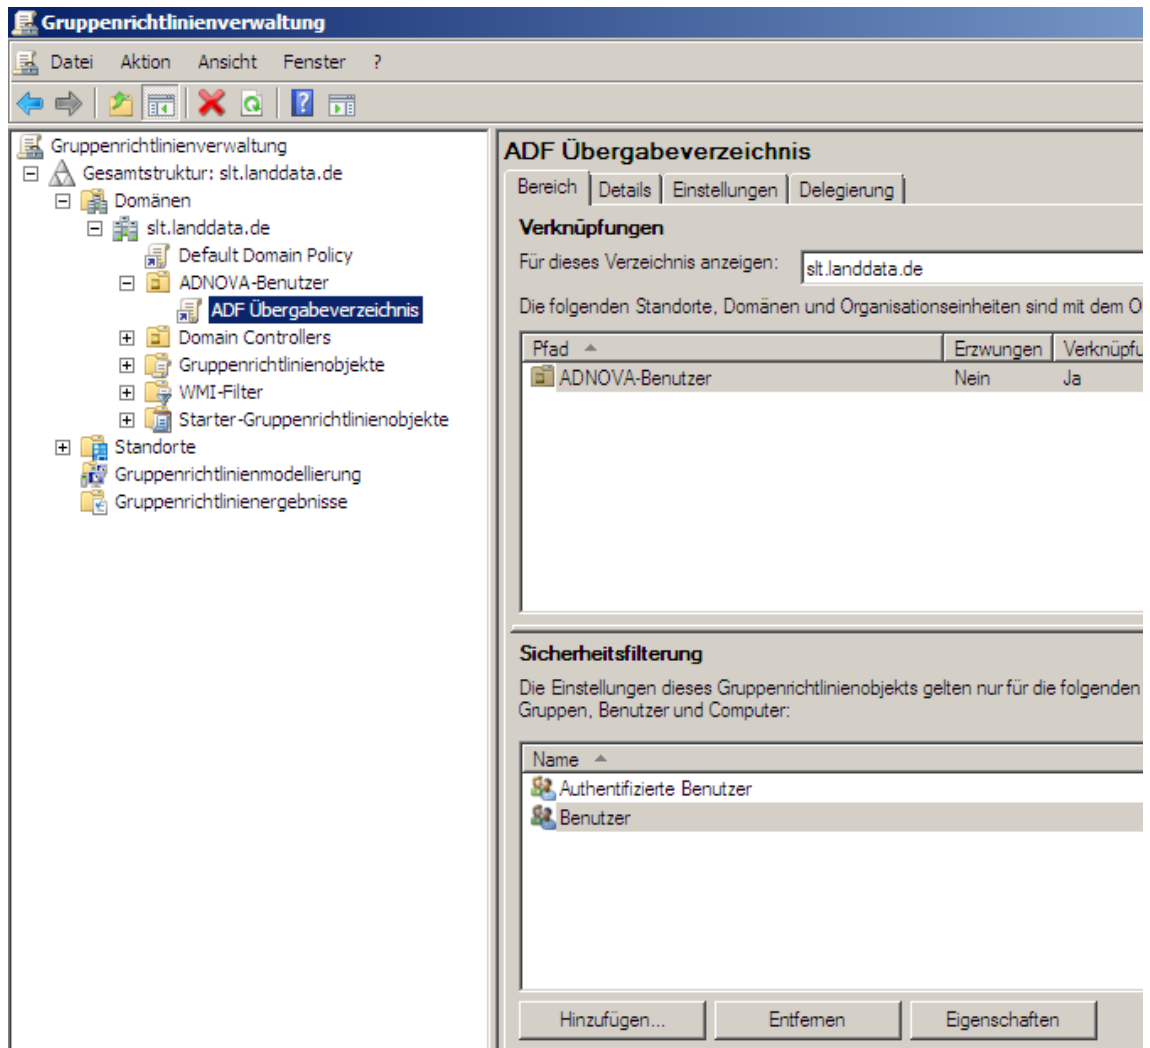 Gruppenrichtlinienverwaltung
Datei Aktion Ansicht Fenster ?
Gruppenrichtlinienverwaltung
Gesamtstruktur: slt.landdata.de
Domänen
slt.landdata.de
Default Domain Policy
ADNOVA-Benutzer
ADF Übergabeverzeichnis
Domain Controllers
Gruppenrichtlinienobjekte
WMI-Filter
Starter-Gruppenrichtlinienobjekte
Standorte
Gruppenrichtlinienmodellierung
Gruppenrichtlinienergebnisse
ADF Übergabeverzeichnis
Bereich Details Einstellungen Delegierung
Verknüpfungen
Für dieses Verzeichnis anzeigen: slt.landdata.de
Die folgenden Standorte, Domänen und Organisationseinheiten sind mit dem O
Pfad Erzwungen Verknüpfu
ADNOVA-Benutzer Nein Ja
Sicherheitsfilterung
Die Einstellungen dieses Gruppenrichtlinienobjekts gelten nur für die folgenden
Gruppen, Benutzer und Computer:
Name
Authentifizierte Benutzer
Benutzer
Hinzufügen... Entfernen Eigenschaften